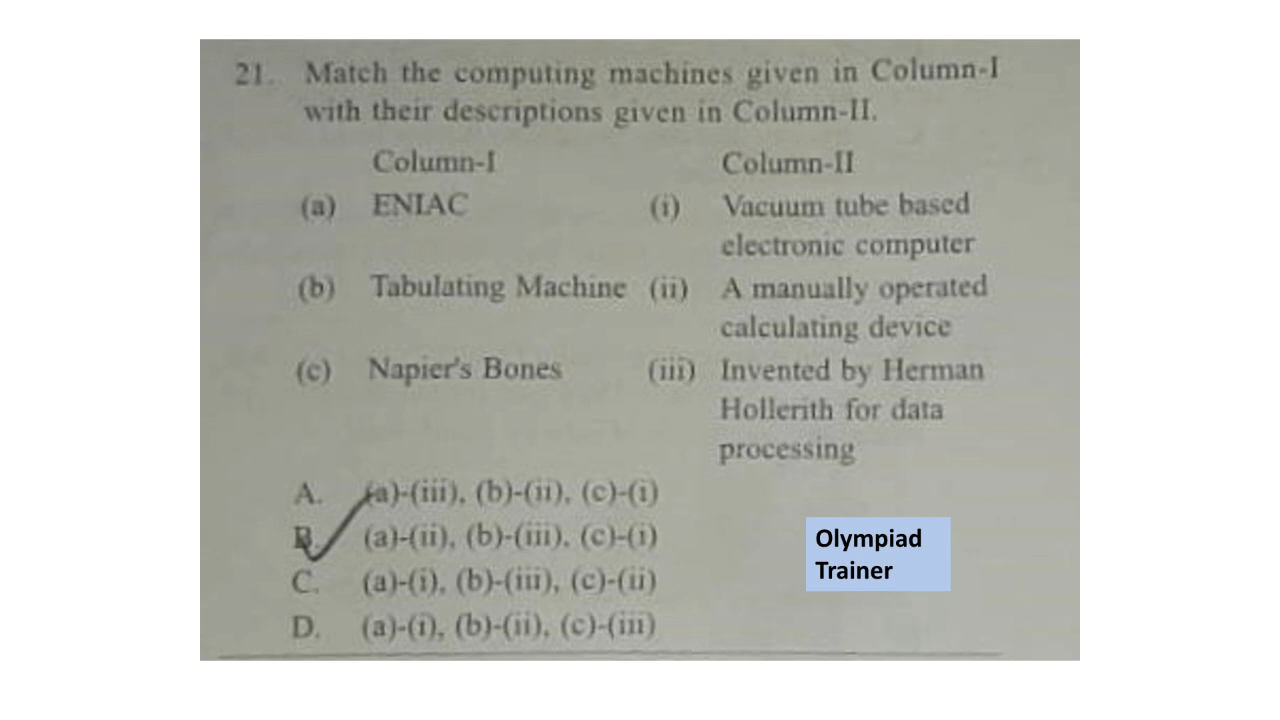 21. Match the computing machines given in Column-I
with their descriptions given in Column-II.
Column-I Column-II
(a) ENIAC (i) Vacuum tube based
electronic computer
(b) Tabulating Machine (ii) A manually operated
calculating device
(c) Napier's Bones (iii) Invented by Herman
Hollerith for data
processing
A. (a)-(iii), (b)-(ii), (c)-(i)
B. (a)-(ii), (b)-(iii), (c)-(i)
C. (a)-(i), (b)-(iii), (c)-(ii)
D. (a)-(i), (b)-(ii), (c)-(iii)
Olympiad
Trainer